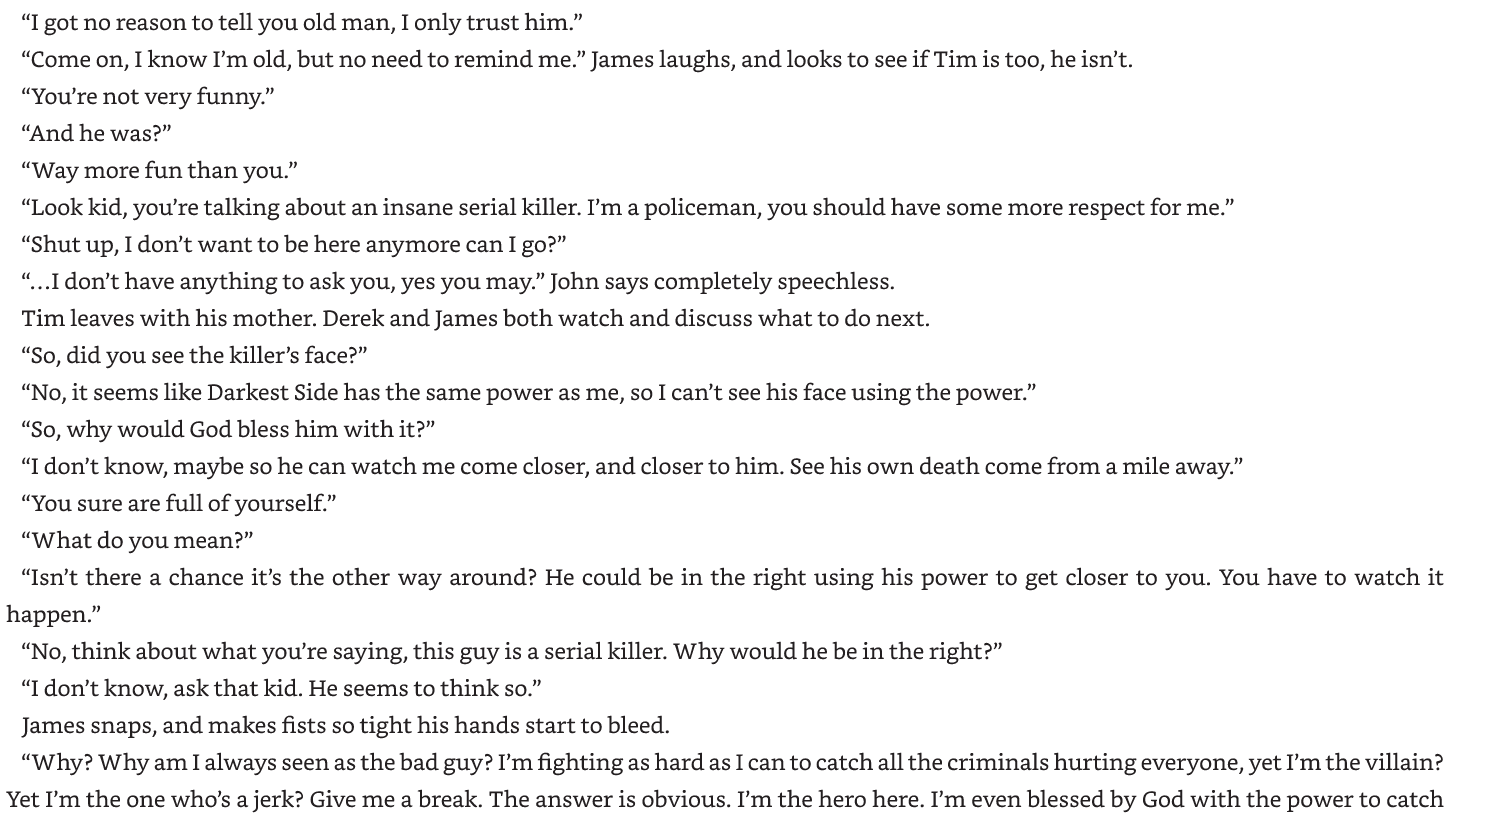 “I got no reason to tell you old man, I only trust him.”
“Come on, I know I’m old, but no need to remind me.” James laughs, and looks to see if Tim is too, he isn’t.
“You’re not very funny.”
“And he was?”
“Way more fun than you.”
“Look kid, you’re talking about an insane serial killer. I’m a policeman, you should have some more respect for me.”
“Shut up, I don’t want to be here anymore can I go?”
“…I don’t have anything to ask you, yes you may.” John says completely speechless.
Tim leaves with his mother. Derek and James both watch and discuss what to do next.
“So, did you see the killer’s face?”
“No, it seems like Darkest Side has the same power as me, so I can’t see his face using the power.”
“So, why would God bless him with it?”
“I don’t know, maybe so he can watch me come closer, and closer to him. See his own death come from a mile away.”
“You sure are full of yourself.”
“What do you mean?”
“Isn’t there a chance it’s the other way around? He could be in the right using his power to get closer to you. You have to watch it
happen.”
“No, think about what you’re saying, this guy is a serial killer. Why would he be in the right?”
“I don’t know, ask that kid. He seems to think so.”
James snaps, and makes fists so tight his hands start to bleed.
“Why? Why am I always seen as the bad guy? I’m fighting as hard as I can to catch all the criminals hurting everyone, yet I’m the villain?
Yet I’m the one who’s a jerk? Give me a break. The answer is obvious. I’m the hero here. I’m even blessed by God with the power to catch